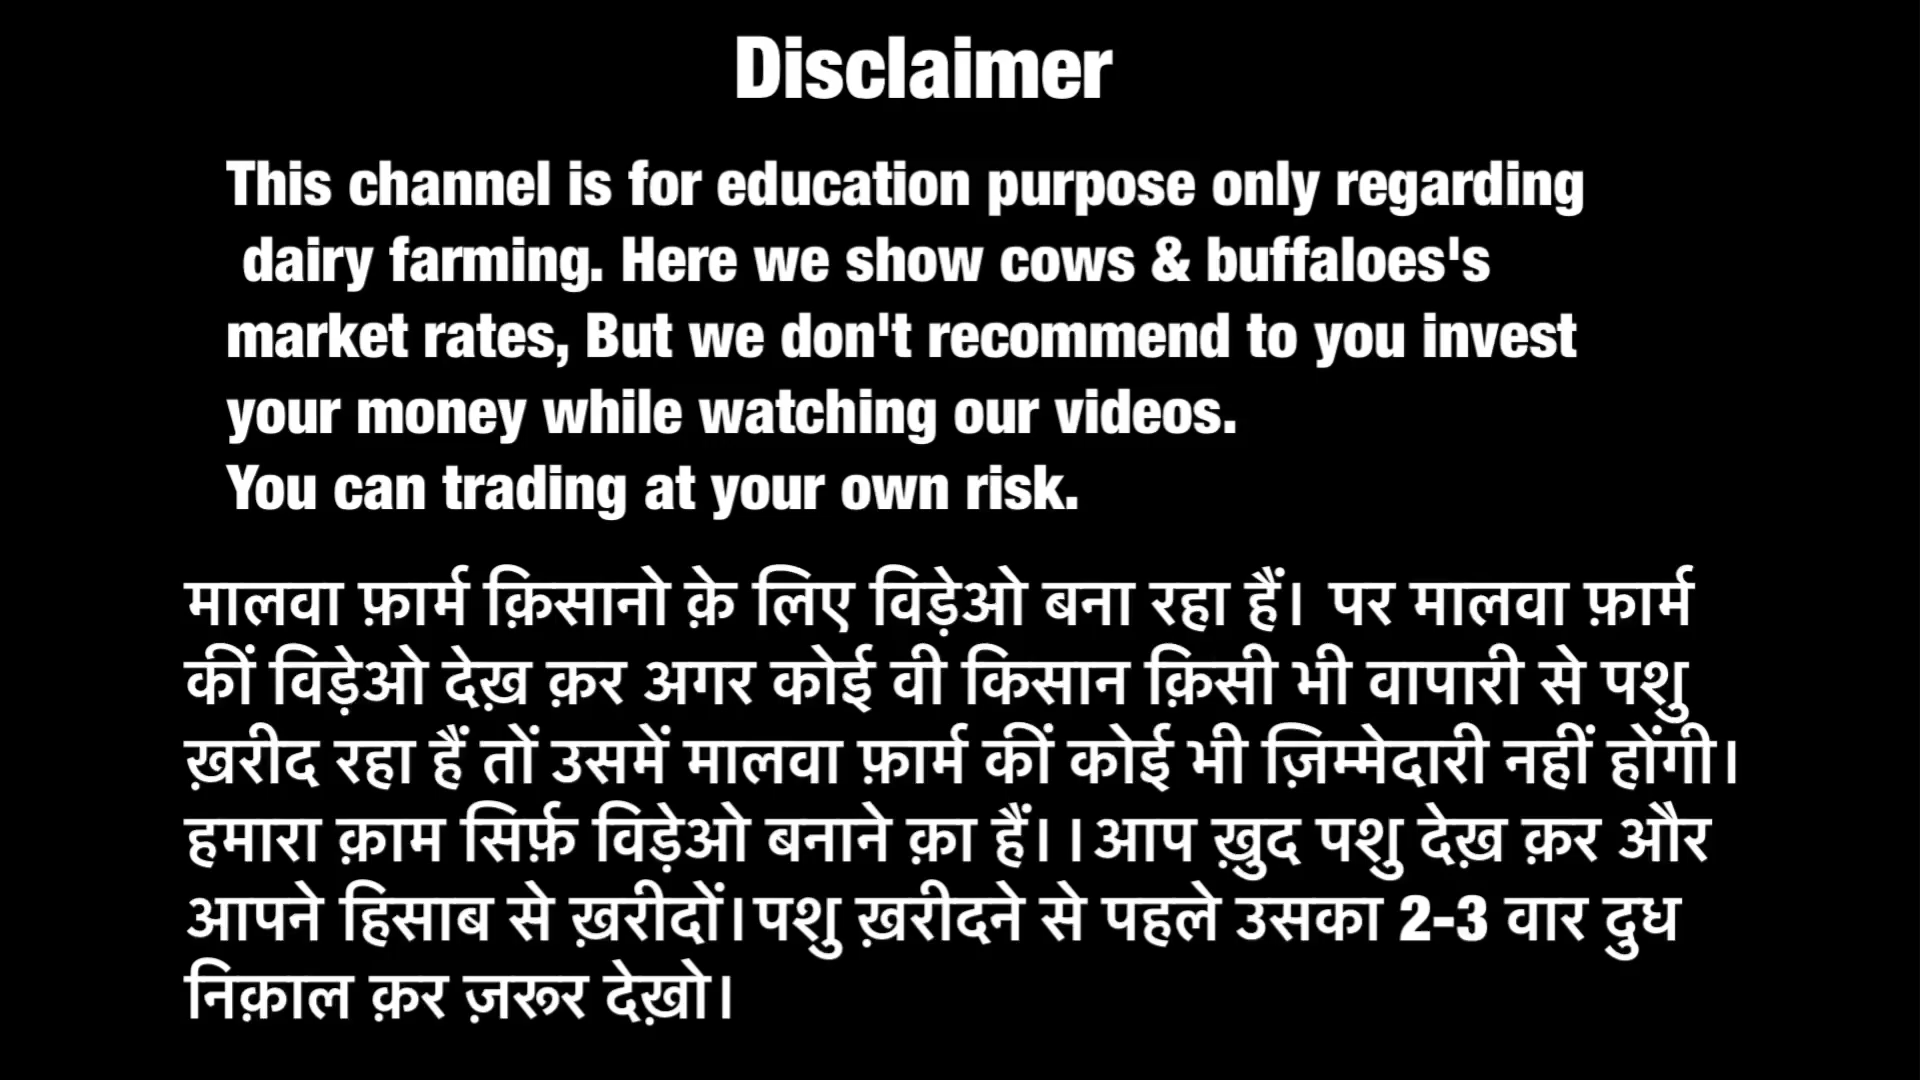 Disclaimer
This channel is for education purpose only regarding
dairy farming. Here we show cows & buffaloes's
market rates, But we don't recommend to you invest
your money while watching our videos.
You can trading at your own risk.
मालवा फ़ार्म क़िसानो क़े लिए विड़ेओ बना रहा हैं। पर मालवा फ़ार्म
कीं विड़ेओ देख़ क़र अगर कोई वी किसान क़िसी भी वापारी से पशु
ख़रीद रहा हैं तों उसमें मालवा फ़ार्म कीं कोई भी ज़िम्मेदारी नहीं होंगी।
हमारा क़ाम सिर्फ़ विड़ेओ बनाने क़ा हैं।।आप ख़ुद पशु देख़ क़र और
आपने हिसाब से ख़रीदों।पशु ख़रीदने से पहले उसका 2-3 वार दुध
निक़ाल क़र ज़रूर देख़ो।